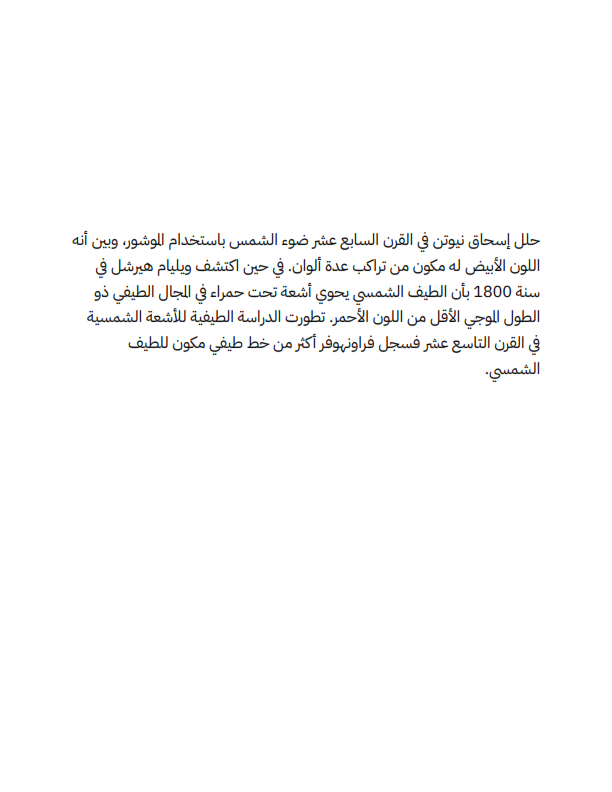 حلل إسحاق نيوتن في القرن السابع عشر ضوء الشمس باستخدام الموشور، وبين أنه
اللون الأبيض له مكون من تراكب عدة ألوان. في حين اكتشف ويليام هيرشل في
سنة 1800 بأن الطيف الشمسي يحوي أشعة تحت حمراء في المجال الطيفي ذو
الطول الموجي الأقل من اللون الأحمر. تطورت الدراسة الطيفية للأشعة الشمسية
في القرن التاسع عشر فسجل فراونهوفر أكثر من خط طيفي مكون للطيف
الشمسي.